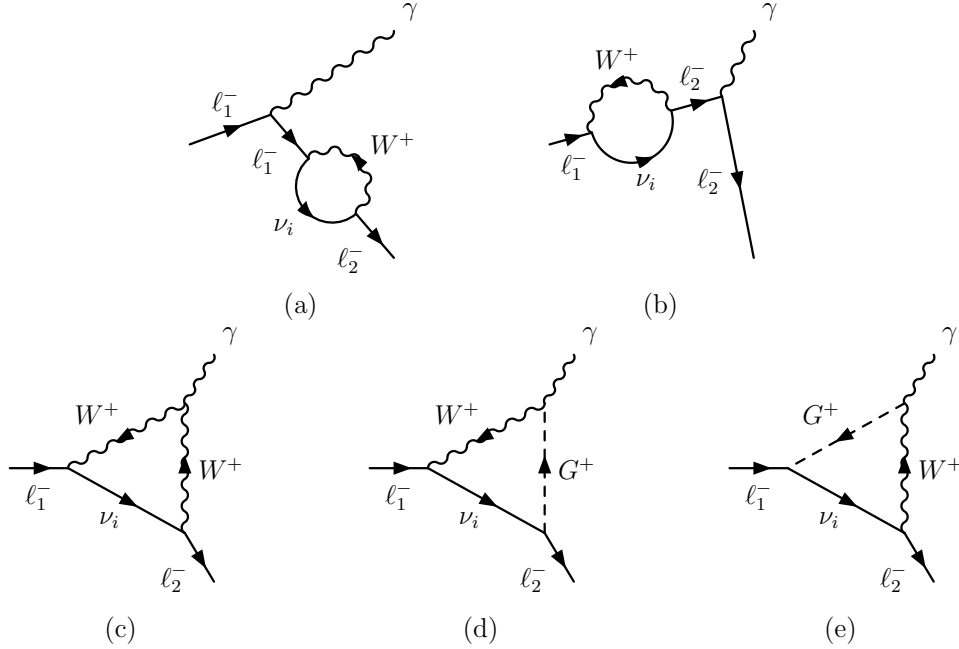 γ
ℓ₁⁻
ℓ₁⁻
W⁺
νᵢ
ℓ₂⁻
(a)
γ
W⁺
ℓ₂⁻
ℓ₁⁻
νᵢ
ℓ₂⁻
(b)
γ
W⁺
W⁺
ℓ₁⁻
νᵢ
ℓ₂⁻
(c)
γ
W⁺
G⁺
ℓ₁⁻
νᵢ
ℓ₂⁻
(d)
γ
G⁺
W⁺
ℓ₁⁻
νᵢ
ℓ₂⁻
(e)